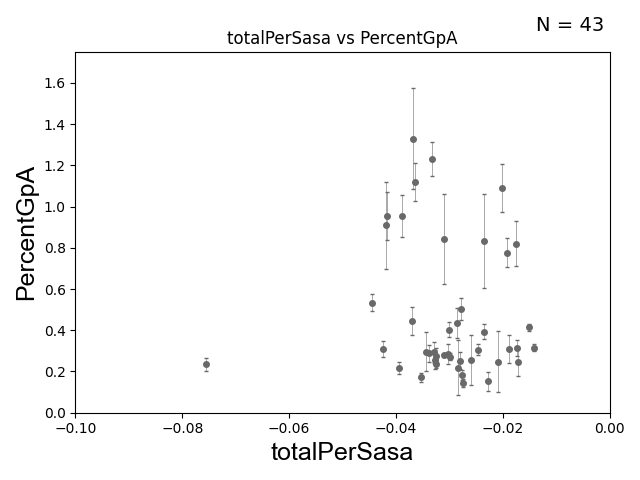 N = 43
totalPerSasa vs PercentGpA
PercentGpA
1.6
1.4
1.2
1.0
0.8
0.6
0.4
0.2
0.0
−0.10 −0.08 −0.06 −0.04 −0.02 0.00
totalPerSasa